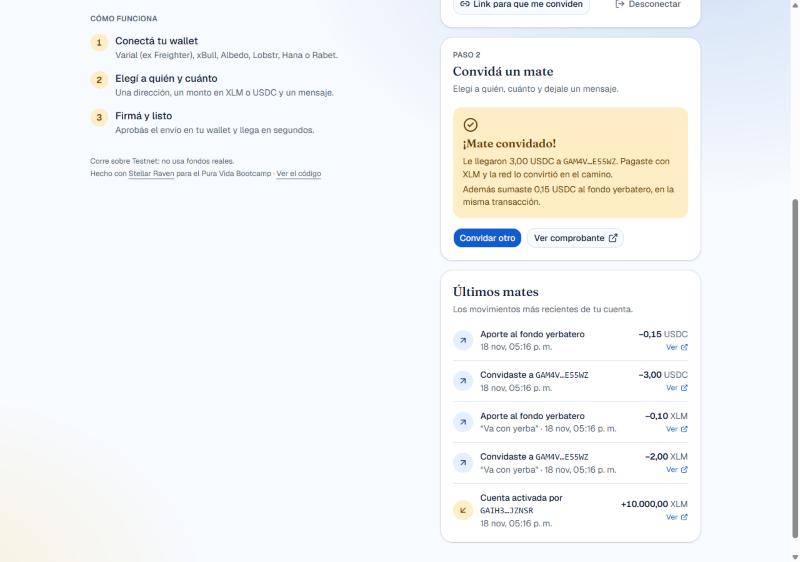 CÓMO FUNCIONA
1
Conectá tu wallet
Varial (ex Freighter), xBull, Albedo, Lobstr, Hana o Rabet.
2
Elegí a quién y cuánto
Una dirección, un monto en XLM o USDC y un mensaje.
3
Firmá y listo
Aprobás el envío en tu wallet y llega en segundos.
Corre sobre Testnet: no usa fondos reales.
Hecho con Stellar Raven para el Pura Vida Bootcamp · Ver el código
Link para que me conviden
Desconectar
PASO 2
Convidá un mate
Elegí a quién, cuánto y dejale un mensaje.
¡Mate convidado!
Le llegaron 3,00 USDC a GAM4V…E55WZ. Pagaste con
XLM y la red lo convirtió en el camino.
Además sumaste 0,15 USDC al fondo yerbatero, en la
misma transacción.
Convidar otro
Ver comprobante
Últimos mates
Los movimientos más recientes de tu cuenta.
Aporte al fondo yerbatero
−0,15 USDC
18 nov, 05:16 p. m.
Ver
Convidaste a GAM4V…E55WZ
−3,00 USDC
18 nov, 05:16 p. m.
Ver
Aporte al fondo yerbatero
−0,10 XLM
"Va con yerba" · 18 nov, 05:16 p. m.
Ver
Convidaste a GAM4V…E55WZ
−2,00 XLM
"Va con yerba" · 18 nov, 05:16 p. m.
Ver
Cuenta activada por
GAIH3…JZNSR
+10.000,00 XLM
18 nov, 05:16 p. m.
Ver